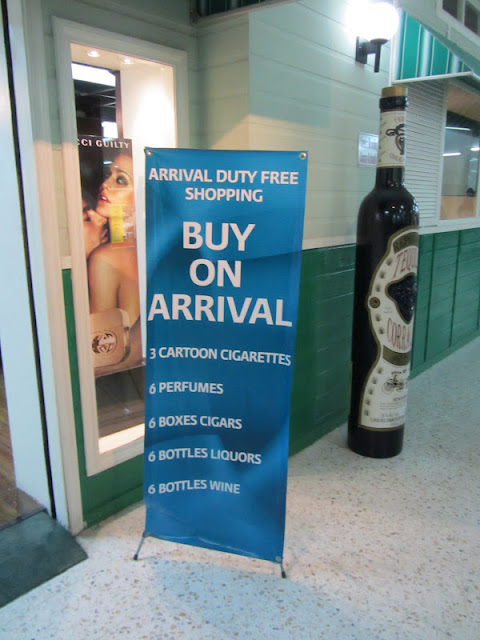 CCI GUILTY
ARRIVAL DUTY FREE
SHOPPING
BUY
ON
ARRIVAL
3 CARTOON CIGARETTES
6 PERFUMES
6 BOXES CIGARS
6 BOTTLES LIQUORS
6 BOTTLES WINE